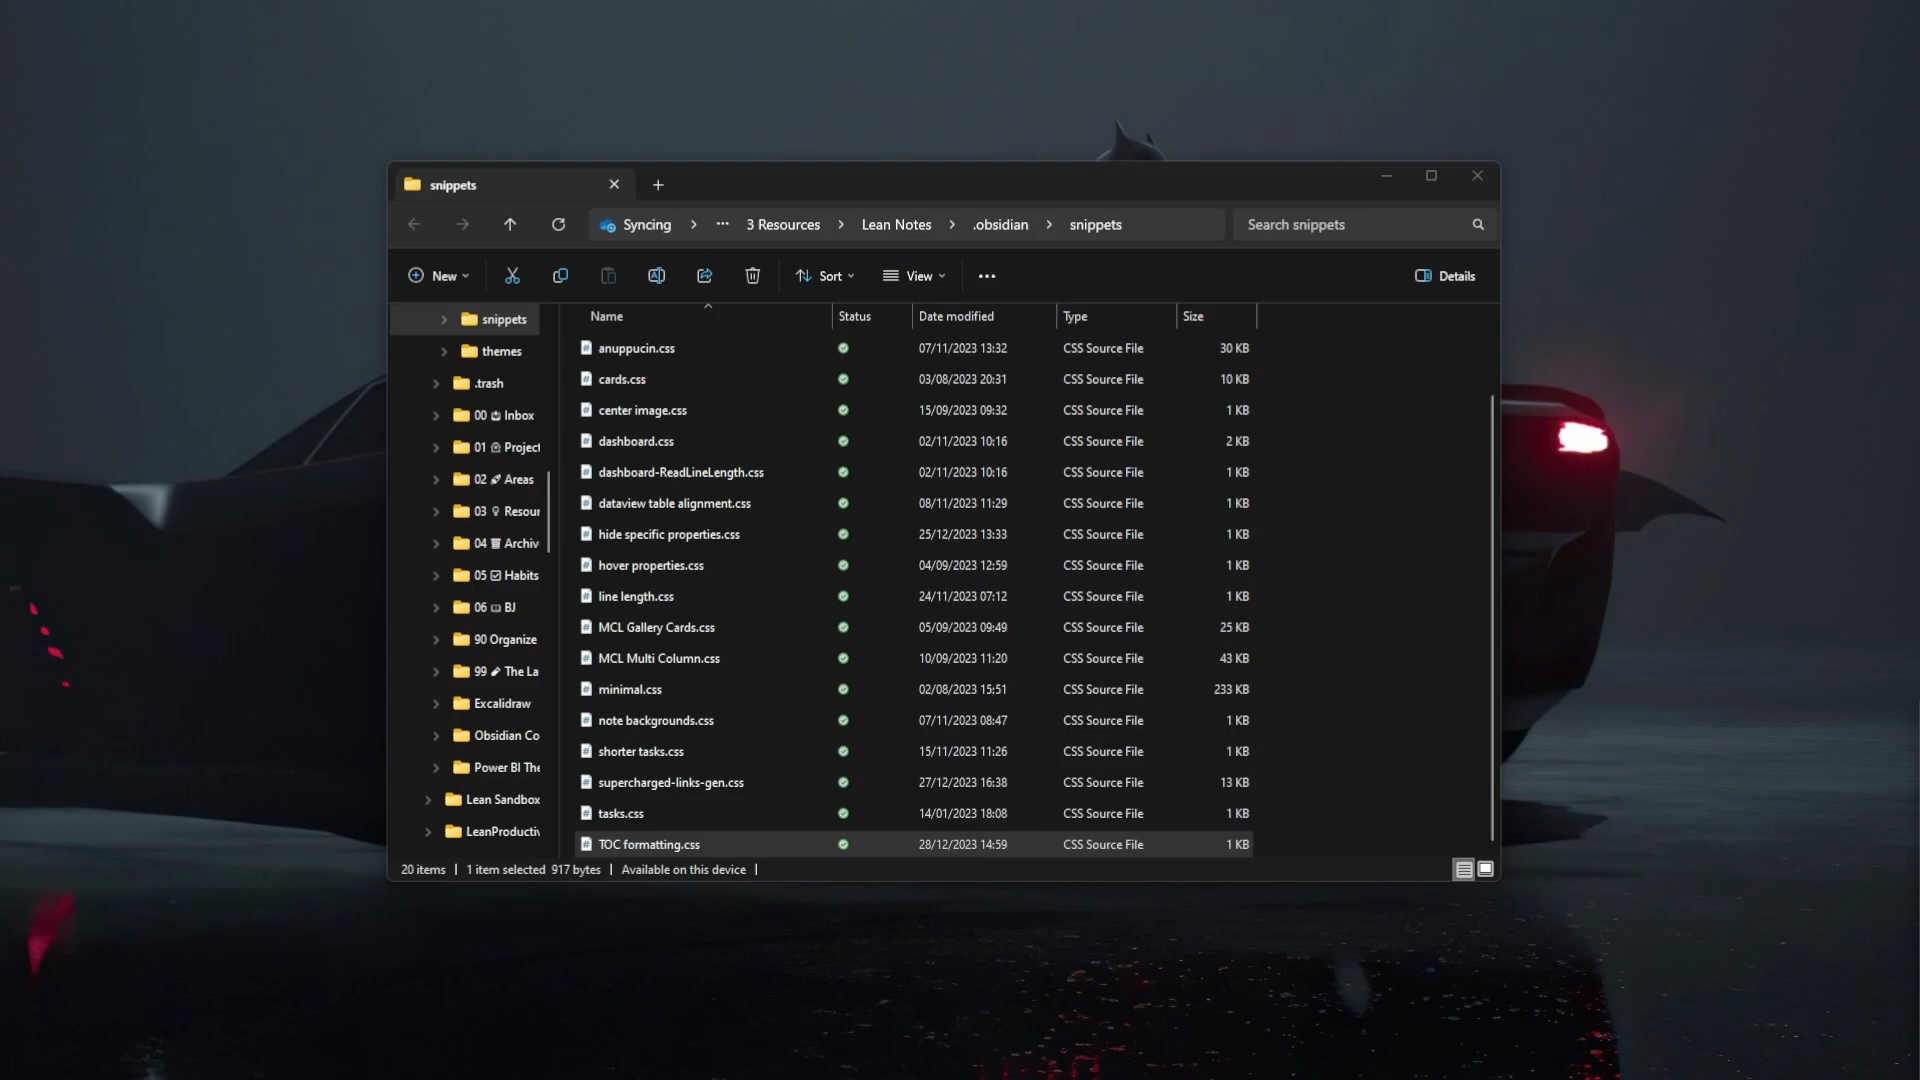 snippets
Syncing > ··· 3 Resources > Lean Notes > .obsidian > snippets
Search snippets
New
Sort
View
Details
Name Status Date modified Type Size
snippets
themes
.trash
00 📥 Inbox
01 Project
02 🚀 Areas
03 💡 Resour
04 🗑 Archiv
05 ☑ Habits
06 📖 BJ
90 Organize
99 ✏ The La
Excalidraw
Obsidian Co
Power BI The
Lean Sandbox
LeanProductiv
anuppucin.css 07/11/2023 13:32 CSS Source File 30 KB
cards.css 03/08/2023 20:31 CSS Source File 10 KB
center image.css 15/09/2023 09:32 CSS Source File 1 KB
dashboard.css 02/11/2023 10:16 CSS Source File 2 KB
dashboard-ReadLineLength.css 02/11/2023 10:16 CSS Source File 1 KB
dataview table alignment.css 08/11/2023 11:29 CSS Source File 1 KB
hide specific properties.css 25/12/2023 13:33 CSS Source File 1 KB
hover properties.css 04/09/2023 12:59 CSS Source File 1 KB
line length.css 24/11/2023 07:12 CSS Source File 1 KB
MCL Gallery Cards.css 05/09/2023 09:49 CSS Source File 25 KB
MCL Multi Column.css 10/09/2023 11:20 CSS Source File 43 KB
minimal.css 02/08/2023 15:51 CSS Source File 233 KB
note backgrounds.css 07/11/2023 08:47 CSS Source File 1 KB
shorter tasks.css 15/11/2023 11:26 CSS Source File 1 KB
supercharged-links-gen.css 27/12/2023 16:38 CSS Source File 13 KB
tasks.css 14/01/2023 18:08 CSS Source File 1 KB
TOC formatting.css 28/12/2023 14:59 CSS Source File 1 KB
20 items | 1 item selected 917 bytes | Available on this device |